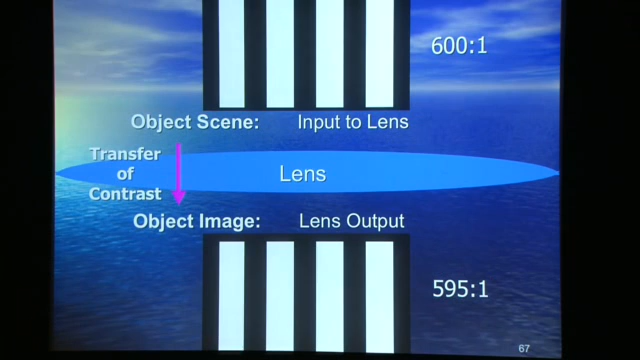 600:1
Object Scene: Input to Lens
Transfer
of
Contrast
Lens
Object Image: Lens Output
595:1
67